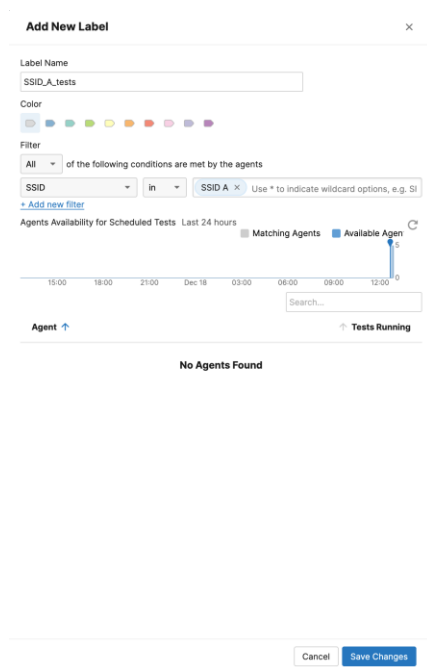 Add New Label
Label Name
SSID_A_tests
Color
Filter
All of the following conditions are met by the agents
SSID in SSID A × Use * to indicate wildcard options, e.g. SI
+ Add new filter
Agents Availability for Scheduled Tests Last 24 hours
Matching Agents Available Agen
5
0
15:00 18:00 21:00 Dec 18 03:00 06:00 09:00 12:00
Search...
Agent ↑ ↑ Tests Running
No Agents Found
Cancel Save Changes